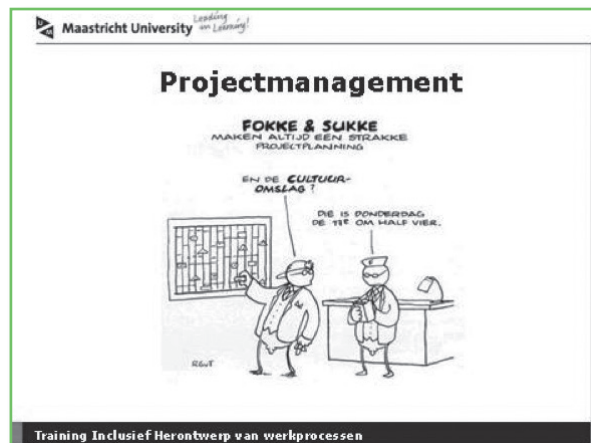 Maastricht University
Leading
in Learning!
Projectmanagement
FOKKE & SUKKE
MAKEN ALTIJD EEN STRAKKE
PROJECTPLANNING
EN DE CULTUUR-
OMSLAG?
DIE IS DONDERDAG
DE 13E OM HALF VIER.
RGvT
Training Inclusief Herontwerp van werkprocessen